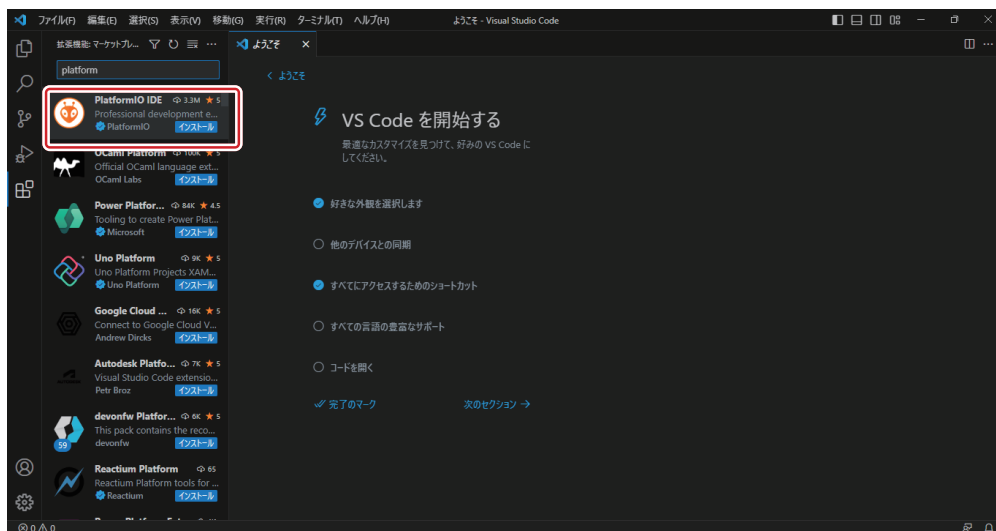 ファイル(F) 編集(E) 選択(S) 表示(V) 移動(G) 実行(R) ターミナル(T) ヘルプ(H) ようこそ - Visual Studio Code
拡張機能: マーケットプレ... ···
platform
PlatformIO IDE 3.3M ★ 5
Professional development e...
PlatformIO インストール
OCaml Platform 100K ★ 5
Official OCaml language ext...
OCaml Labs インストール
Power Platfor... 84K ★ 4.5
Tooling to create Power Plat...
Microsoft インストール
Uno Platform 9K ★ 5
Uno Platform Projects XAM...
Uno Platform インストール
Google Cloud ... 16K ★ 5
Connect to Google Cloud V...
Andrew Dircks インストール
Autodesk Platfo... 7K ★ 5
Visual Studio Code extensio...
Petr Broz インストール
devonfw Platfor... 6K ★ 5
This pack contains the reco...
59 devonfw インストール
Reactium Platform 65
Reactium Platform tools for ...
Reactium インストール
0 0
ようこそ ×
< ようこそ
VS Code を開始する
最適なカスタマイズを見つけて、好みの VS Code に
してください。
好きな外観を選択します
他のデバイスとの同期
すべてにアクセスするためのショートカット
すべての言語の豊富なサポート
コードを開く
完了のマーク 次のセクション →